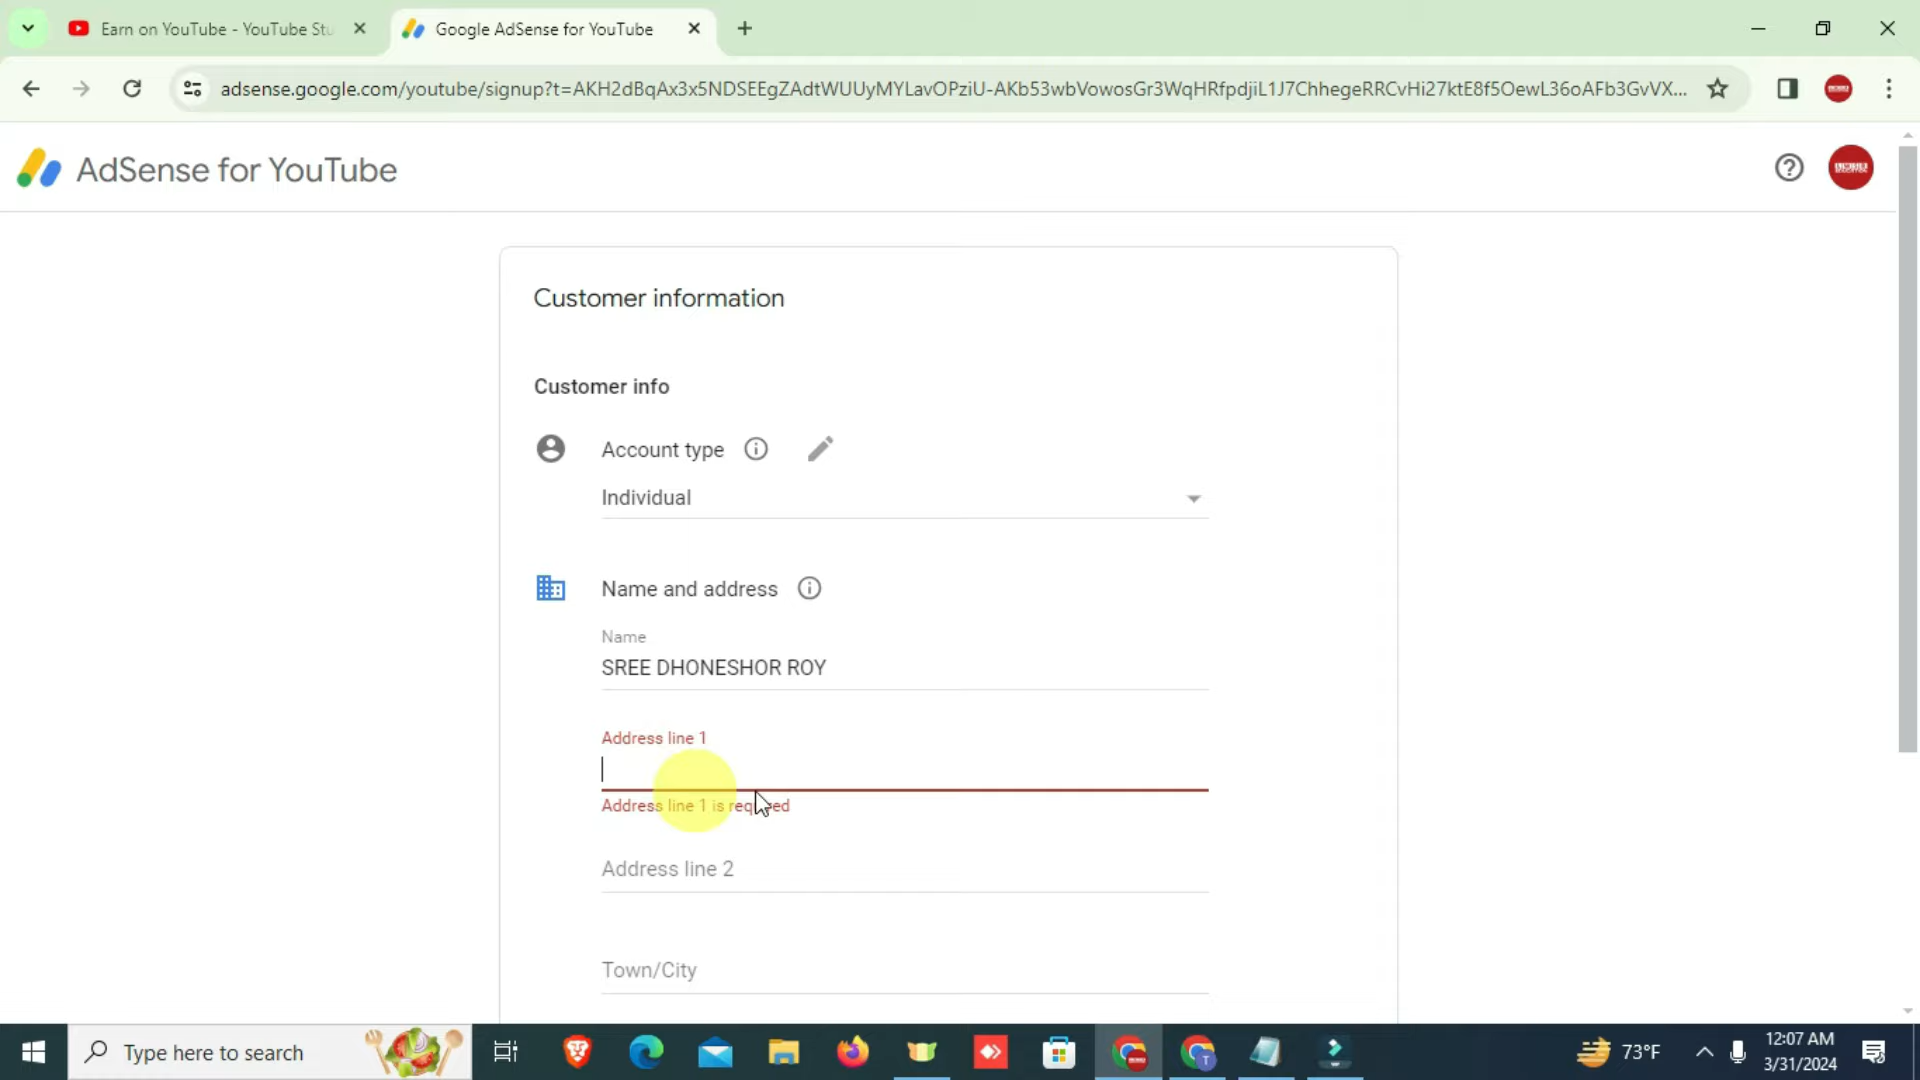 Earn on YouTube - YouTube Stu
Google AdSense for YouTube
adsense.google.com/youtube/signup?t=AKH2dBqAx3x5NDSEEgZAdtWUUyMYLavOPziU-AKb53wbVowosGr3WqHRfpdjiL1J7ChhegeRRCvHi27ktE8f5OewL36oAFb3GvVX...
AdSense for YouTube
Customer information
Customer info
Account type
Individual
Name and address
Name
SREE DHONESHOR ROY
Address line 1
Address line 1 is required
Address line 2
Town/City
Type here to search
73°F
12:07 AM
3/31/2024